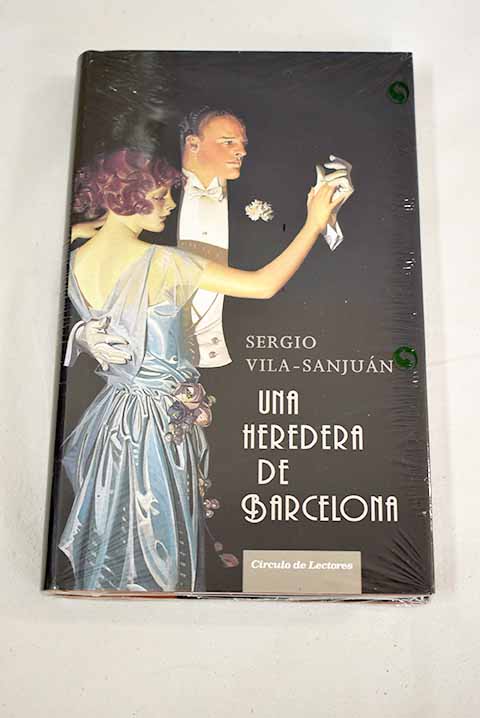 SERGIO
VILA-SANJUÁN
UNA
HEREDERA
DE
BARCELONA
Círculo de Lectores